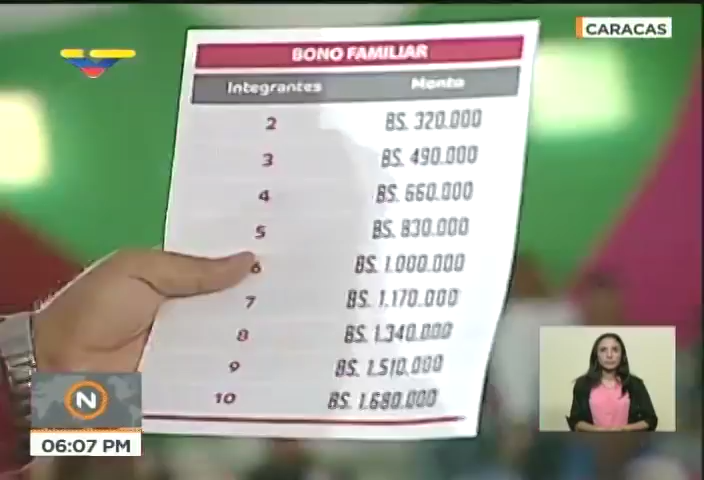 CARACAS
BONO FAMILIAR
Integrantes Monto
2 BS. 320.000
3 BS. 490.000
4 BS. 660.000
5 BS. 830.000
6 BS. 1.000.000
7 BS. 1.170.000
8 BS. 1.340.000
9 BS. 1.510.000
10 BS. 1.680.000
N
06:07 PM